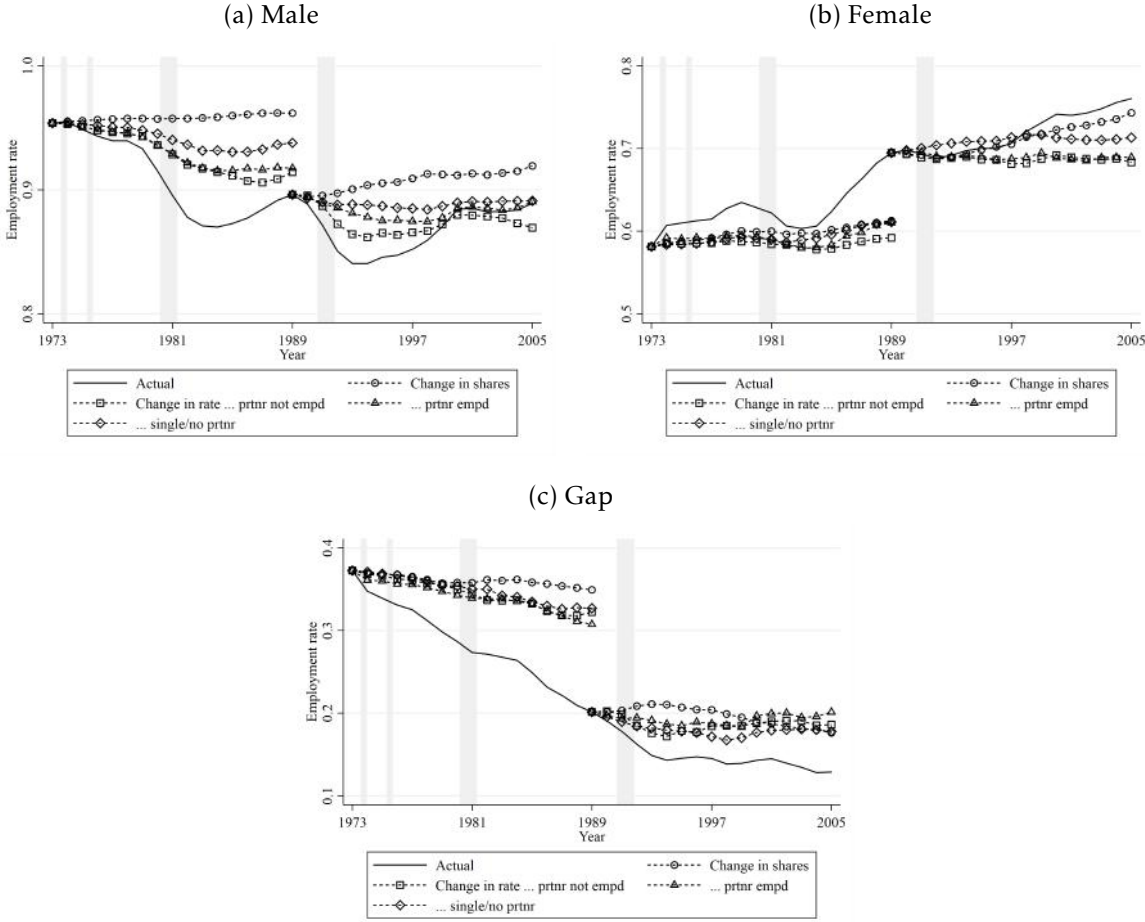 (a) Male
1.0
0.9
0.8
Employment rate
1973 1981 1989 1997 2005
Year
Actual Change in shares
Change in rate ... prtnr not empd ... prtnr empd
... single/no prtnr
(b) Female
0.8
0.7
0.6
0.5
Employment rate
1973 1981 1989 1997 2005
Year
Actual Change in shares
Change in rate ... prtnr not empd ... prtnr empd
... single/no prtnr
(c) Gap
0.4
0.3
0.2
0.1
Employment rate
1973 1981 1989 1997 2005
Year
Actual Change in shares
Change in rate ... prtnr not empd ... prtnr empd
... single/no prtnr